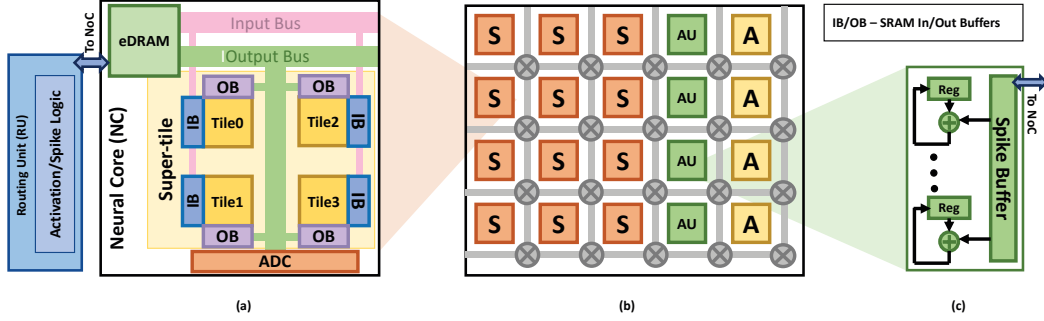 Routing Unit (RU)
Activation/Spike Logic
To NoC
Neural Core (NC)
eDRAM
Input Bus
Output Bus
Super-tile
OB
OB
IB
Tile0
Tile2
IB
IB
Tile1
Tile3
IB
OB
OB
ADC
(a)
S S S AU A
S S S AU A
S S S AU A
S S S AU A
(b)
IB/OB – SRAM In/Out Buffers
Reg
Reg
Spike Buffer
To NoC
(c)